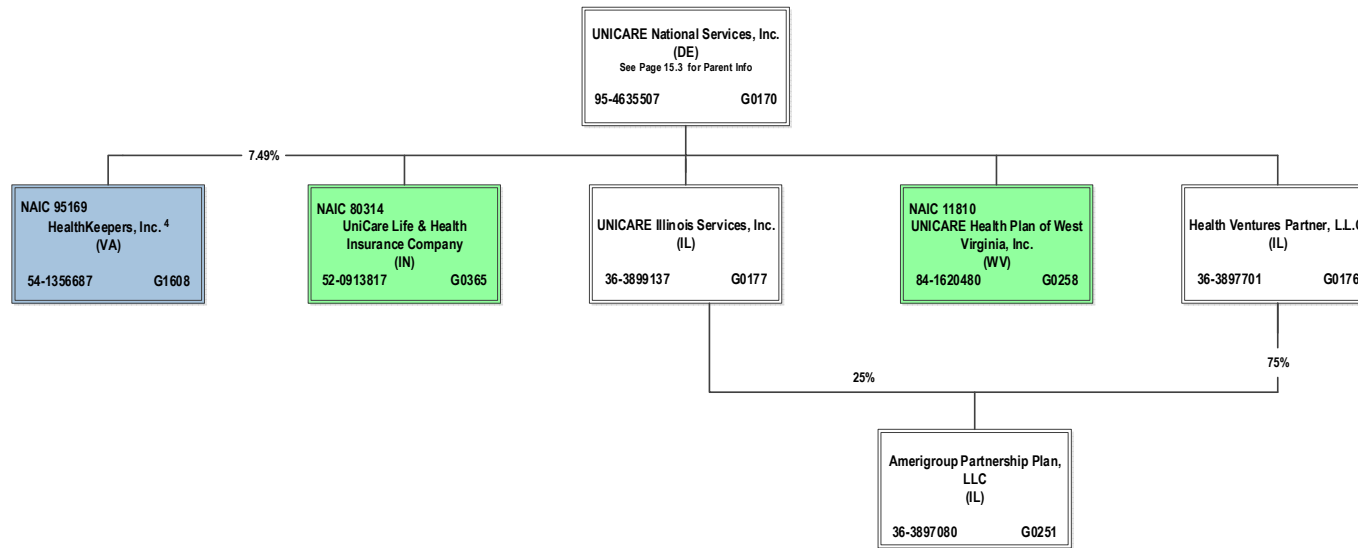 UNICARE National Services, Inc.
(DE)
See Page 15.3 for Parent Info
95-4635507 G0170
7.49%
NAIC 95169
HealthKeepers, Inc. 4
(VA)
54-1356687 G1608
NAIC 80314
UniCare Life & Health
Insurance Company
(IN)
52-0913817 G0365
UNICARE Illinois Services, Inc.
(IL)
36-3899137 G0177
NAIC 11810
UNICARE Health Plan of West
Virginia, Inc.
(WV)
84-1620480 G0258
Health Ventures Partner, L.L.C
(IL)
36-3897701 G0176
25%
75%
Amerigroup Partnership Plan,
LLC
(IL)
36-3897080 G0251